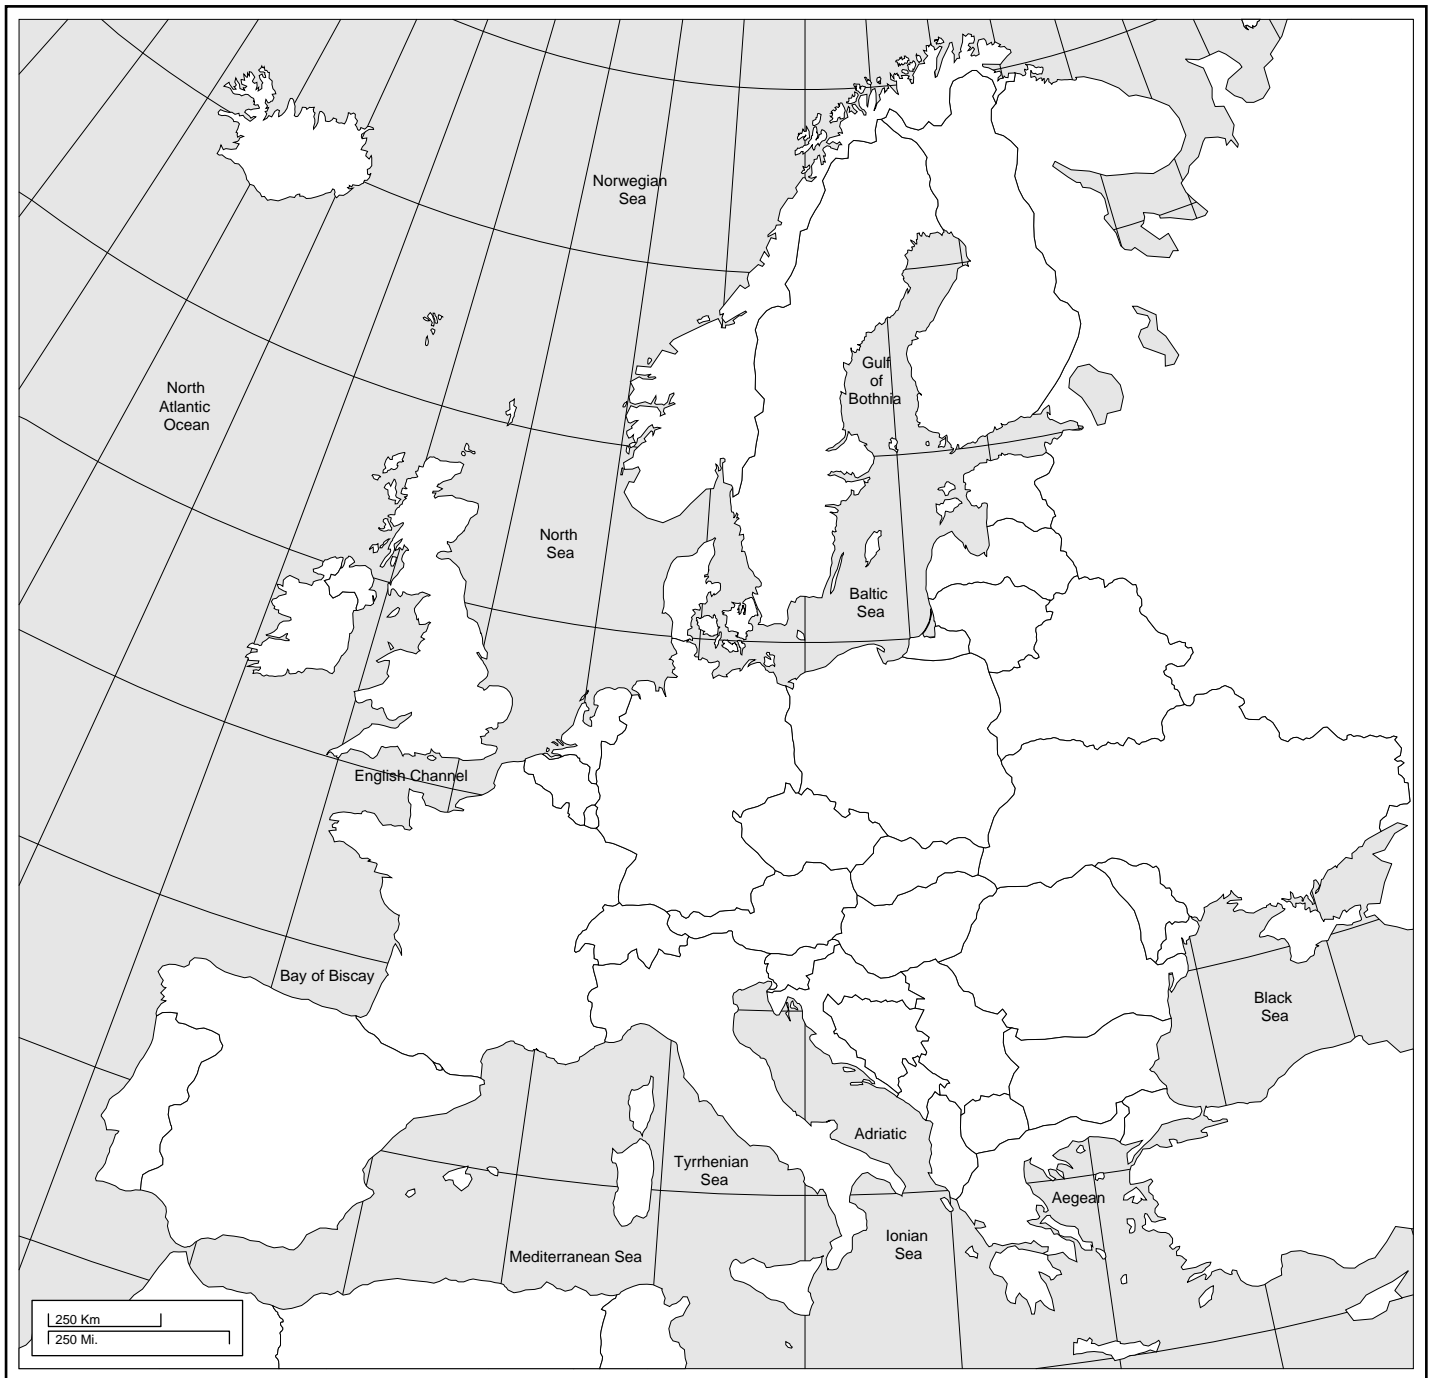 Norwegian
Sea
North
Atlantic
Ocean
Gulf
of
Bothnia
North
Sea
Baltic
Sea
English Channel
Bay of Biscay
Black
Sea
Adriatic
Tyrrhenian
Sea
Aegean
Ionian
Sea
Mediterranean Sea
250 Km
250 Mi.